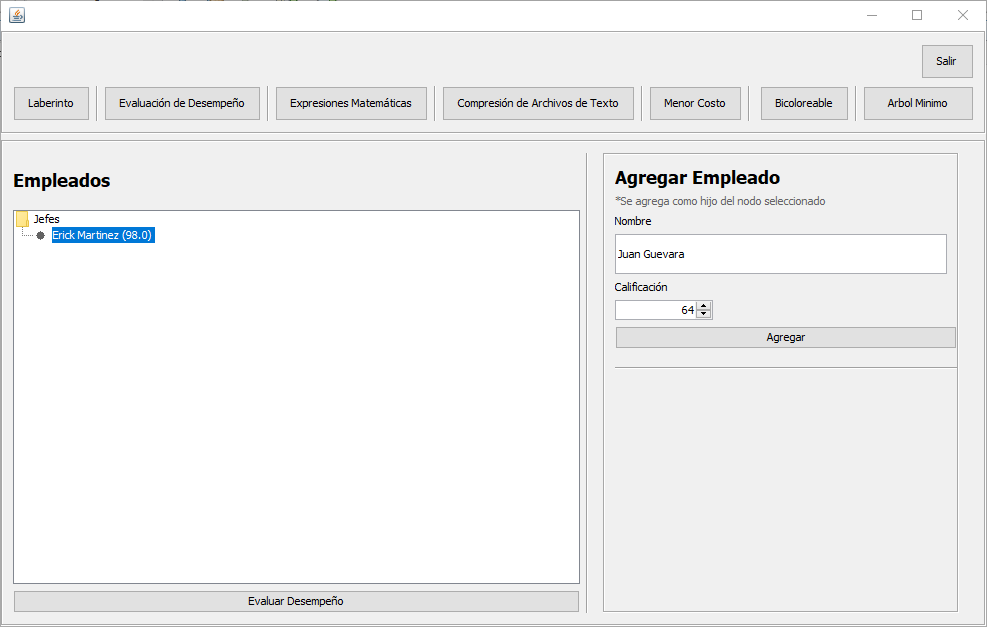 Salir
Laberinto
Evaluación de Desempeño
Expresiones Matemáticas
Compresión de Archivos de Texto
Menor Costo
Bicoloreable
Arbol Minimo
Empleados
Jefes
Erick Martinez (98.0)
Evaluar Desempeño
Agregar Empleado
*Se agrega como hijo del nodo seleccionado
Nombre
Juan Guevara
Calificación
64
Agregar